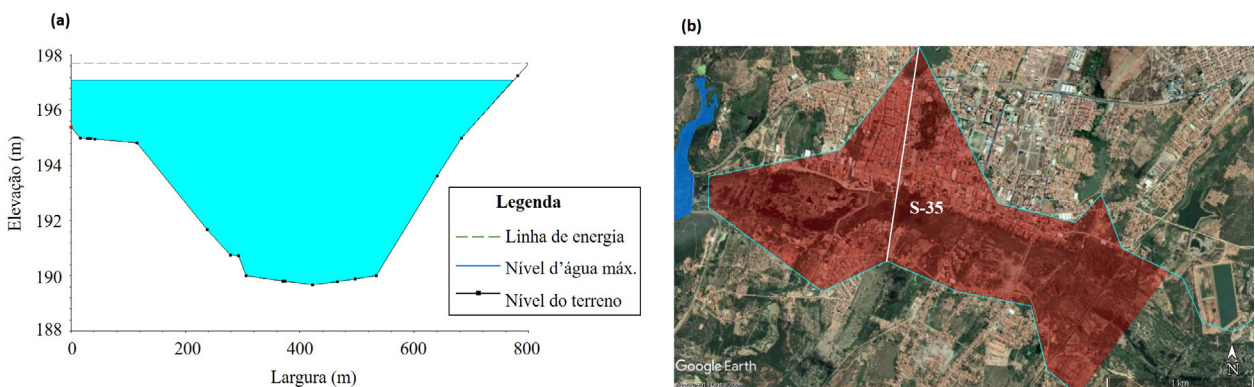 (a)
198
196
194
192
190
188
Elevação (m)
0
200
400
600
800
Largura (m)
Legenda
Linha de energia
Nível d’água máx.
Nível do terreno
(b)
S-35
Google Earth
1 km
N